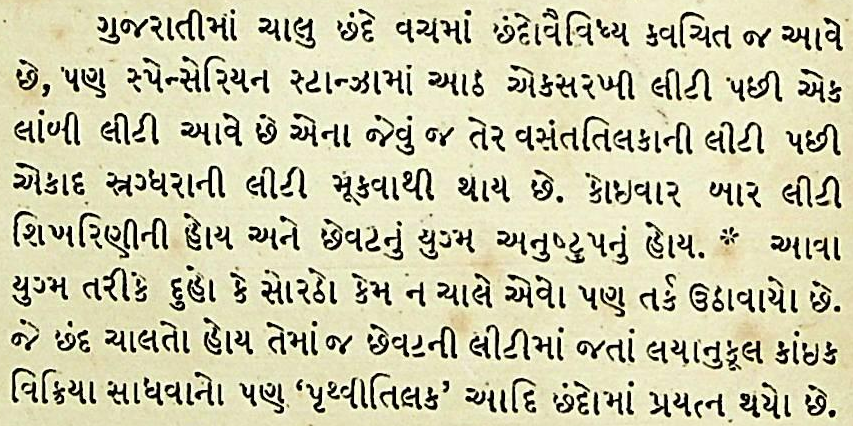 ગુજરાતીમાં ચાલુ છંદે વચમાં છંદોવૈવિધ્ય ક્વચિત જ આવે
છે, પણ સ્પેન્સેરિયન સ્ટાન્ઝામાં આઠ એકસરખી લીટી પછી એક
લાંબી લીટી આવે છે એના જેવું જ તેર વસંતતિલકાની લીટી પછી
એકાદ સ્રગ્ધરાની લીટી મૂકવાથી થાય છે. કોઇવાર બાર લીટી
શિખરિણીની હોય અને છેવટનું યુગ્મ અનુષ્ટુપનું હોય. * આવા
યુગ્મ તરીકે દુહો કે સોરઠો કેમ ન ચાલે એવો પણ તર્ક ઉઠાવાયો છે.
જે છંદ ચાલતો હોય તેમાં જ છેવટની લીટીમાં જતાં લયાનુકૂલ કાંઇક
વિક્રિયા સાધવાનો પણ ‘પૃથ્વીતિલક’ આદિ છંદોમાં પ્રયત્ન થયો છે.